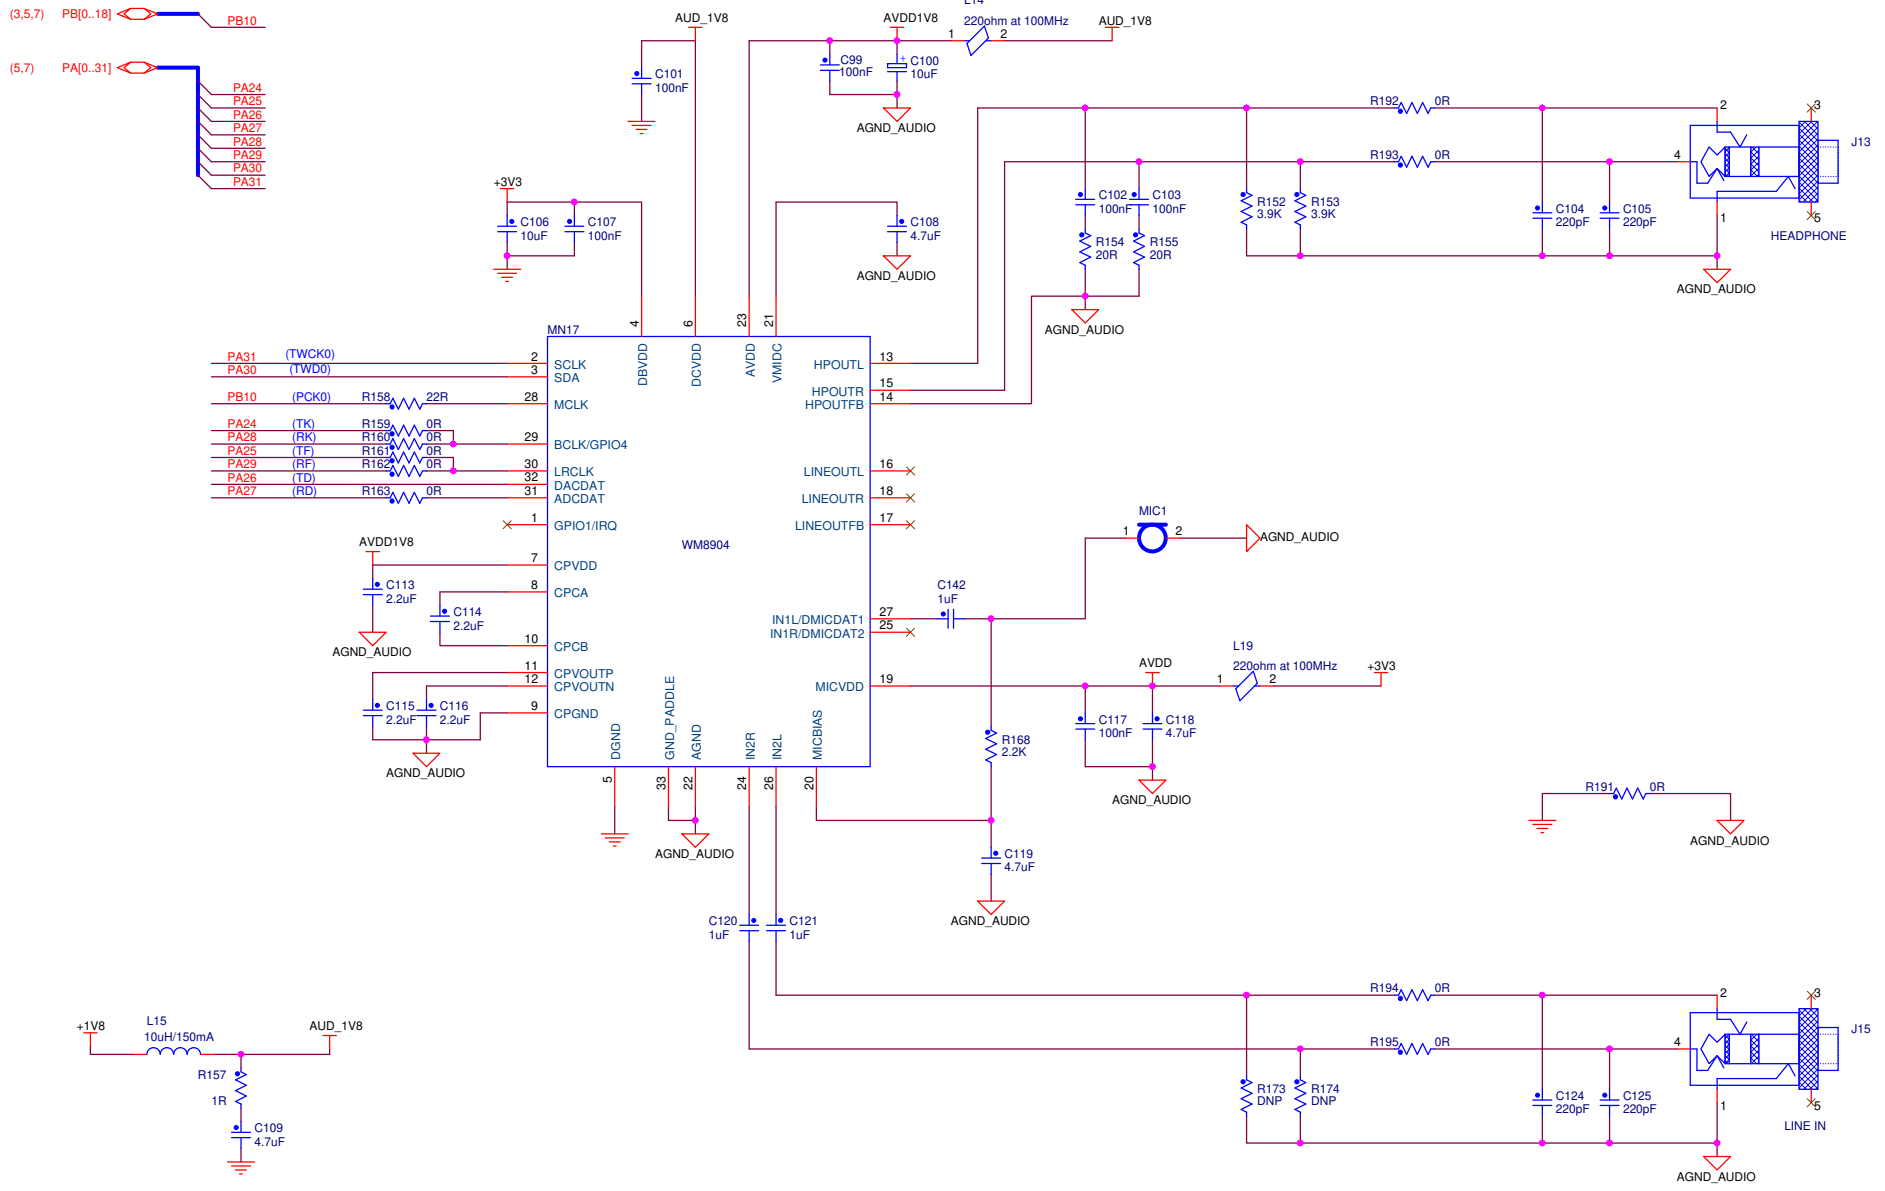 L14
(3,5,7) PB[0..18]
PB10
AUD_1V8
AVDD1V8
220ohm at 100MHz
1 2
AUD_1V8
(5,7) PA[0..31]
PA24
PA25
PA26
PA27
PA28
PA29
PA30
PA31
C101
100nF
C99
100nF
+
C100
10uF
AGND_AUDIO
R192 0R
2
3
J13
R193 0R
4
1
5
HEADPHONE
+3V3
C106
10uF
C107
100nF
C108
4.7uF
AGND_AUDIO
C102
100nF
C103
100nF
R152
3.9K
R153
3.9K
C104
220pF
C105
220pF
R154
20R
R155
20R
AGND_AUDIO
AGND_AUDIO
MN17
4
6
23
21
DBVDD
DCVDD
AVDD
VMIDC
PA31 (TWCK0) 2 SCLK
PA30 (TWD0) 3 SDA
PB10 (PCK0) R158 22R 28 MCLK
PA24 (TK) R159 0R
PA28 (RK) R160 0R 29 BCLK/GPIO4
PA25 (TF) R161 0R
PA29 (RF) R162 0R 30 LRCLK
PA26 (TD) 32 DACDAT
PA27 (RD) R163 0R 31 ADCDAT
1 GPIO1/IRQ
AVDD1V8
7 CPVDD
C113
2.2uF
AGND_AUDIO
8 CPCA
C114
2.2uF
10 CPCB
11 CPVOUTP
12 CPVOUTN
C115
2.2uF
C116
2.2uF
9 CPGND
AGND_AUDIO
WM8904
HPOUTL 13
HPOUTR 15
HPOUTFB 14
LINEOUTL 16
LINEOUTR 18
LINEOUTFB 17
MIC1
1 2
AGND_AUDIO
C142
1uF
IN1L/DMICDAT1 27
IN1R/DMICDAT2 25
MICVDD 19
AVDD
L19
220ohm at 100MHz
1 2
+3V3
C117
100nF
C118
4.7uF
AGND_AUDIO
R168
2.2K
DGND
GND_PADDLE
AGND
IN2R
IN2L
MICBIAS
5
33
22
24
26
20
AGND_AUDIO
C119
4.7uF
AGND_AUDIO
R191 0R
AGND_AUDIO
C120
1uF
C121
1uF
+1V8
L15
10uH/150mA
AUD_1V8
R157
1R
C109
4.7uF
R194 0R
2
3
J15
R195 0R
4
1
5
R173
DNP
R174
DNP
C124
220pF
C125
220pF
LINE IN
AGND_AUDIO